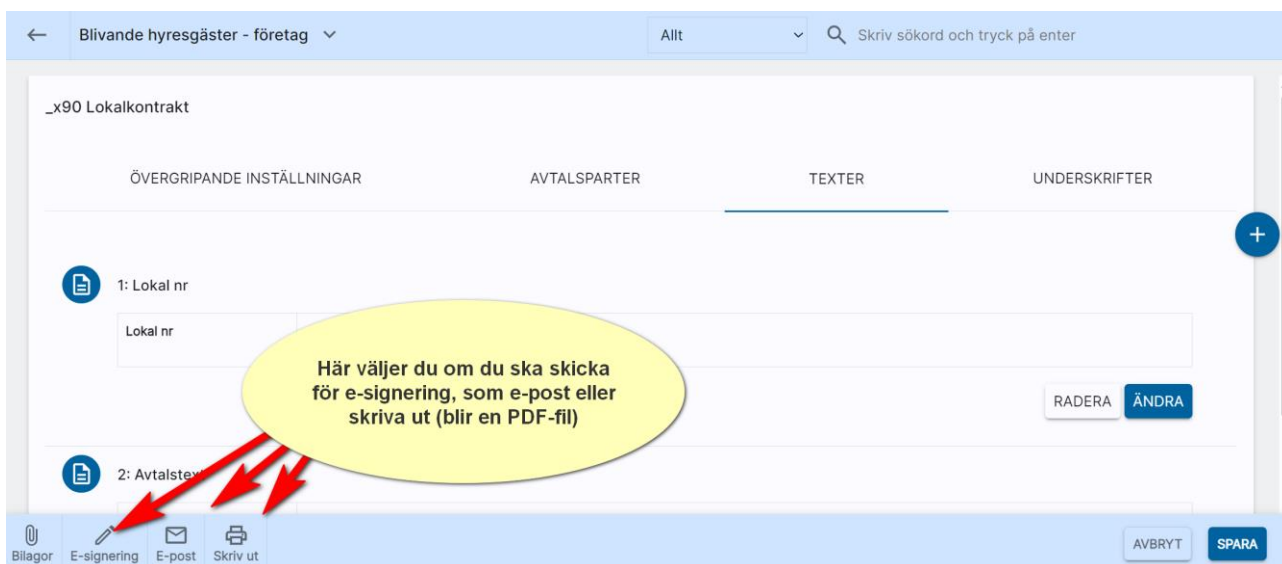 Blivande hyresgäster - företag
Allt
Skriv sökord och tryck på enter
_x90 Lokalkontrakt
ÖVERGRIPANDE INSTÄLLNINGAR
AVTALSPARTER
TEXTER
UNDERSKRIFTER
1: Lokal nr
Lokal nr
Här väljer du om du ska skicka
för e-signering, som e-post eller
skriva ut (blir en PDF-fil)
RADERA
ÄNDRA
2:
Bilagor
E-signering
E-post
Skriv ut
AVBRYT
SPARA